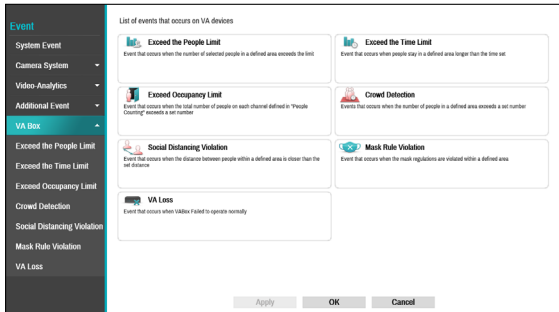 Event
System Event
Camera System
Video-Analytics
Additional Event
VA Box
Exceed the People Limit
Exceed the Time Limit
Exceed Occupancy Limit
Crowd Detection
Social Distancing Violation
Mask Rule Violation
VA Loss
List of events that occurs on VA devices
Exceed the People Limit
Event that occurs when the number of selected people in a defined area exceeds the limit
Exceed the Time Limit
Event that occurs when people stay in a defined area longer than the time set
Exceed Occupancy Limit
Event that occurs when the total number of people on each channel defined in "People
Counting" exceeds a set number
Crowd Detection
Events that occurs when the number of people in a defined area exceeds a set number
Social Distancing Violation
Event that occurs when the distance between people within a defined area is closer than the
set distance
Mask Rule Violation
Event that occurs when the mask regulations are violated within a defined area
VA Loss
Event that occurs when VABox Failed to operate normally
Apply
OK
Cancel